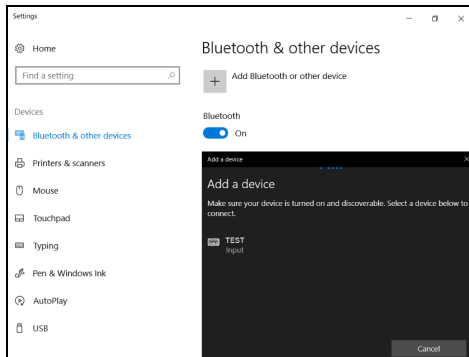 Settings
Home
Find a setting
Devices
Bluetooth & other devices
Printers & scanners
Mouse
Touchpad
Typing
Pen & Windows Ink
AutoPlay
USB
Bluetooth & other devices
Add Bluetooth or other device
Bluetooth
On
Add a device
Add a device
Make sure your device is turned on and discoverable. Select a device below to
connect.
TEST
Input
Cancel